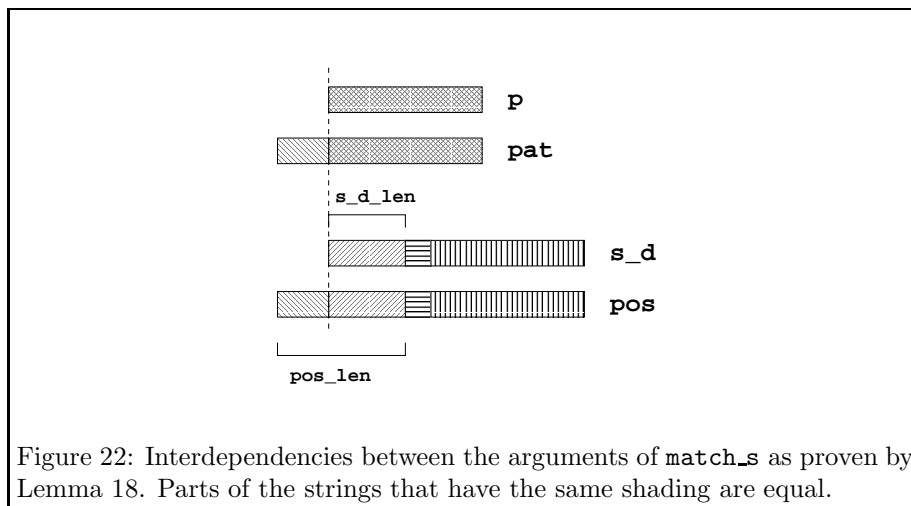 p
pat
s_d_len
s_d
pos
pos_len
Figure 22: Interdependencies between the arguments of match_s as proven by
Lemma 18. Parts of the strings that have the same shading are equal.